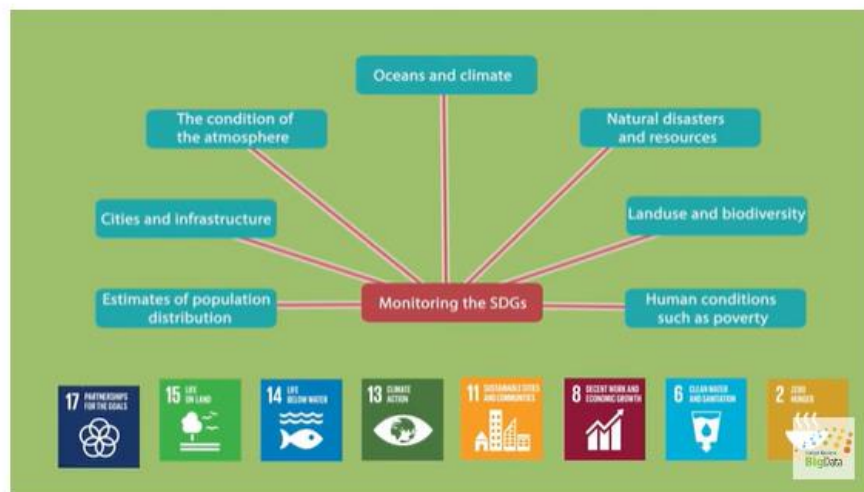 Oceans and climate
The condition of
the atmosphere
Natural disasters
and resources
Cities and infrastructure
Landuse and biodiversity
Estimates of population
distribution
Monitoring the SDGs
Human conditions
such as poverty
17 PARTNERSHIPS
FOR THE GOALS
15 LIFE
ON LAND
14 LIFE
BELOW WATER
13 CLIMATE
ACTION
11 SUSTAINABLE CITIES
AND COMMUNITIES
8 DECENT WORK AND
ECONOMIC GROWTH
6 CLEAN WATER
AND SANITATION
2 ZERO
HUNGER
BigData